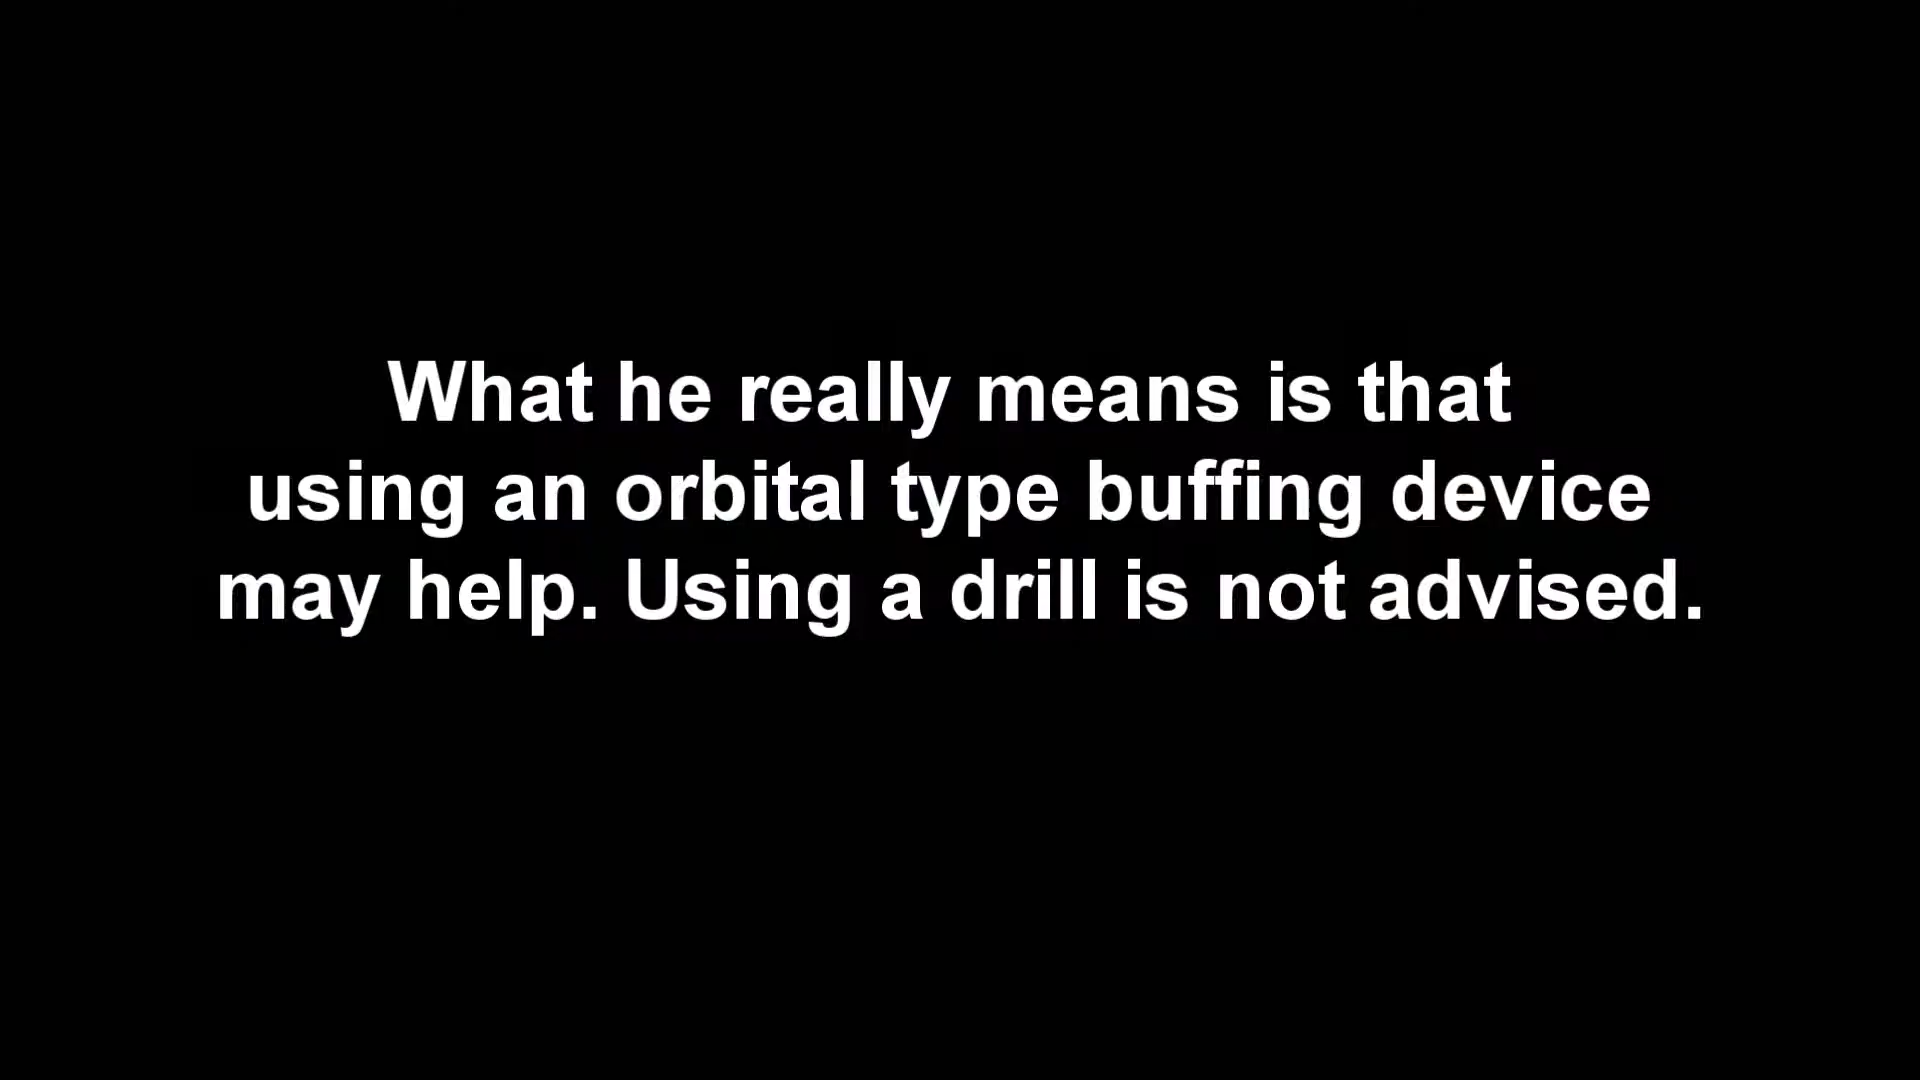 What he really means is that
using an orbital type buffing device
may help. Using a drill is not advised.